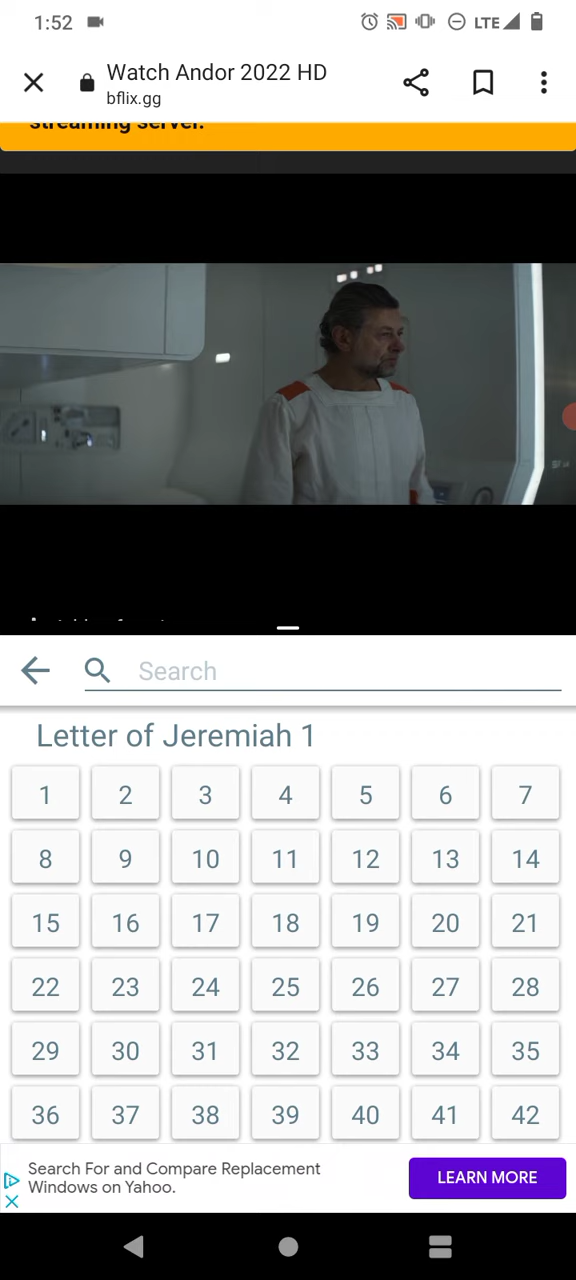 1:52
LTE
Watch Andor 2022 HD
bflix.gg
streaming server.
Search
Letter of Jeremiah 1
1 2 3 4 5 6 7
8 9 10 11 12 13 14
15 16 17 18 19 20 21
22 23 24 25 26 27 28
29 30 31 32 33 34 35
36 37 38 39 40 41 42
Search For and Compare Replacement
Windows on Yahoo.
LEARN MORE